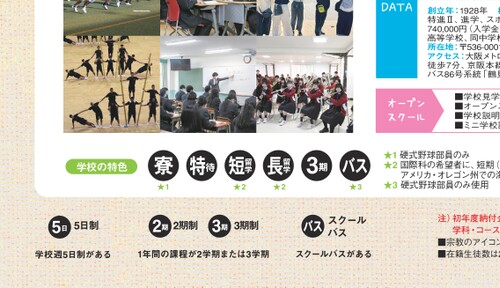 DATA
創立年：1928年
特進Ⅱ、進学、スポ
740,000円（入学金
高等学校、同中学校
所在地：〒536-0001
アクセス：大阪メトロ
徒歩7分、京阪本線
バス86号系統「鶴
オープン
スクール
■学校見学
■オープン
■学校説明
■ミニ学校
学校の特色
寮 特待 短留学 長留学 3期 バス
★1 ★2 ★2 ★3
★1 硬式野球部員のみ
★2 国際科の希望者に、短期（
アメリカ・オレゴン州での
★3 硬式野球部員のみ使用
5日 5日制
2期 2期制 3期 3期制
バス スクール
バス
学校週5日制がある
1年間の課程が2学期または3学期
スクールバスがある
注）初年度納付金
学科・コース
■宗教のアイコン
■在籍生徒数は